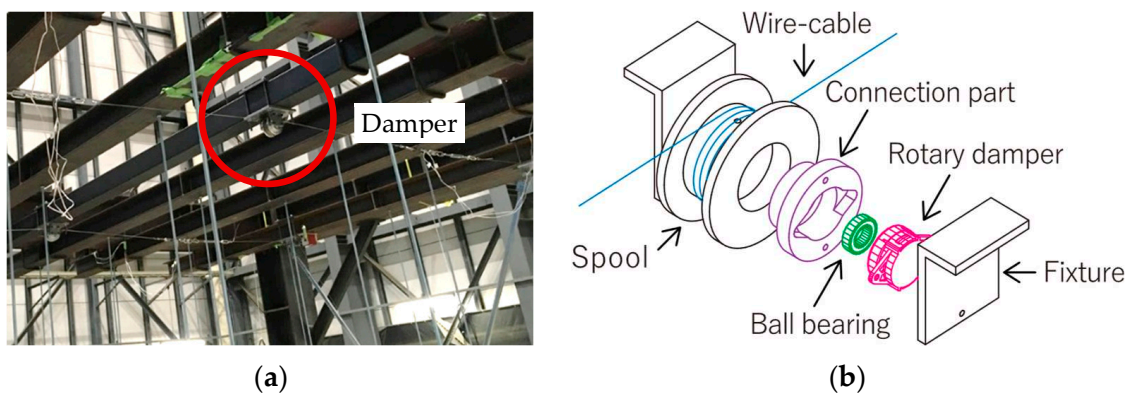 Damper
Wire-cable
Connection part
Rotary damper
Spool
Fixture
Ball bearing
(a)
(b)